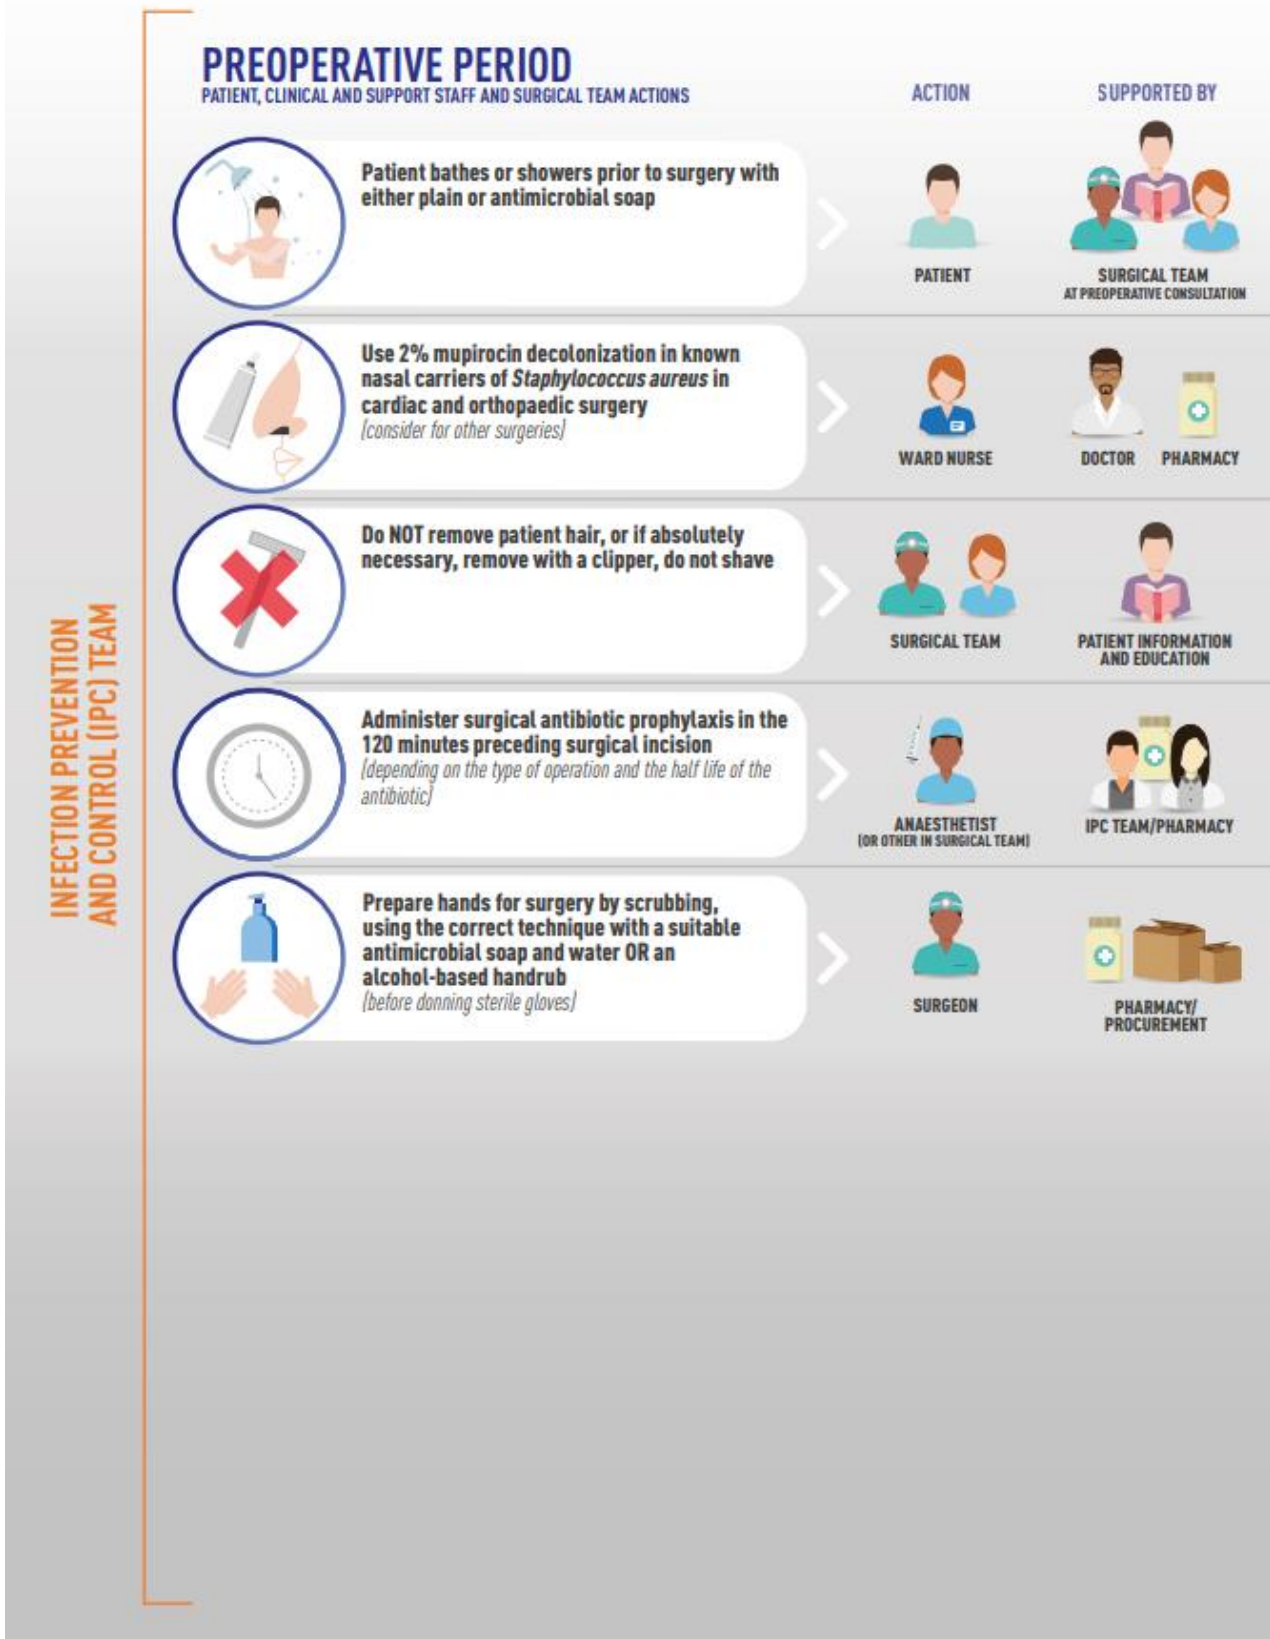 PREOPERATIVE PERIOD
PATIENT, CLINICAL AND SUPPORT STAFF AND SURGICAL TEAM ACTIONS
ACTION
SUPPORTED BY
Patient bathes or showers prior to surgery with
either plain or antimicrobial soap
PATIENT
SURGICAL TEAM
AT PREOPERATIVE CONSULTATION
Use 2% mupirocin decolonization in known
nasal carriers of Staphylococcus aureus in
cardiac and orthopaedic surgery
(consider for other surgeries)
WARD NURSE
DOCTOR
PHARMACY
Do NOT remove patient hair, or if absolutely
necessary, remove with a clipper, do not shave
SURGICAL TEAM
PATIENT INFORMATION
AND EDUCATION
Administer surgical antibiotic prophylaxis in the
120 minutes preceding surgical incision
(depending on the type of operation and the half life of the
antibiotic)
ANAESTHETIST
(OR OTHER IN SURGICAL TEAM)
IPC TEAM/PHARMACY
Prepare hands for surgery by scrubbing,
using the correct technique with a suitable
antimicrobial soap and water OR an
alcohol-based handrub
(before donning sterile gloves)
SURGEON
PHARMACY/
PROCUREMENT
INFECTION PREVENTION
AND CONTROL (IPC) TEAM